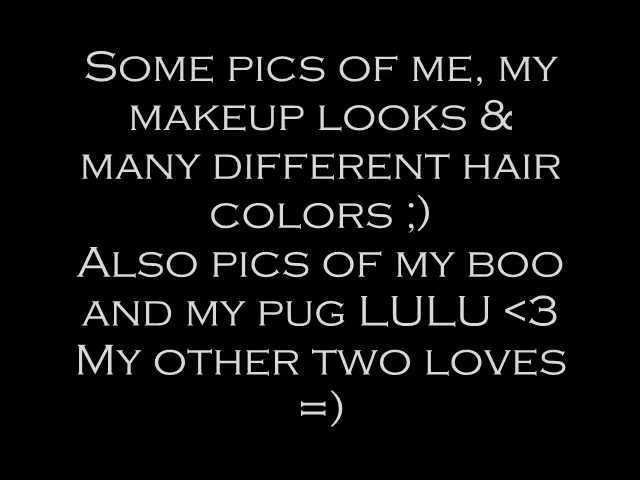 Some pics of me, my
makeup looks &
many different hair
colors ;)
Also pics of my boo
and my pug LULU <3
My other two loves
=)